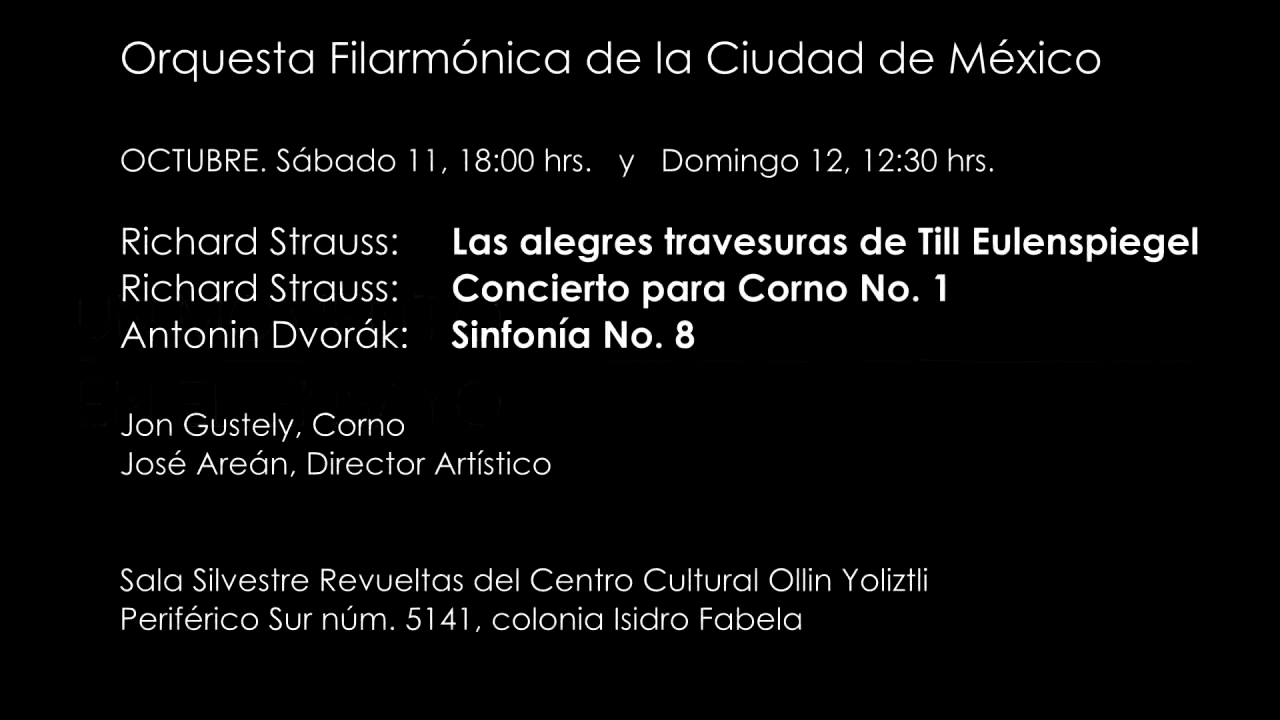 Orquesta Filarmónica de la Ciudad de México
OCTUBRE. Sábado 11, 18:00 hrs. y Domingo 12, 12:30 hrs.
Richard Strauss: Las alegres travesuras de Till Eulenspiegel
Richard Strauss: Concierto para Corno No. 1
Antonin Dvorák: Sinfonía No. 8
Jon Gustely, Corno
José Areán, Director Artístico
Sala Silvestre Revueltas del Centro Cultural Ollin Yoliztli
Periférico Sur núm. 5141, colonia Isidro Fabela